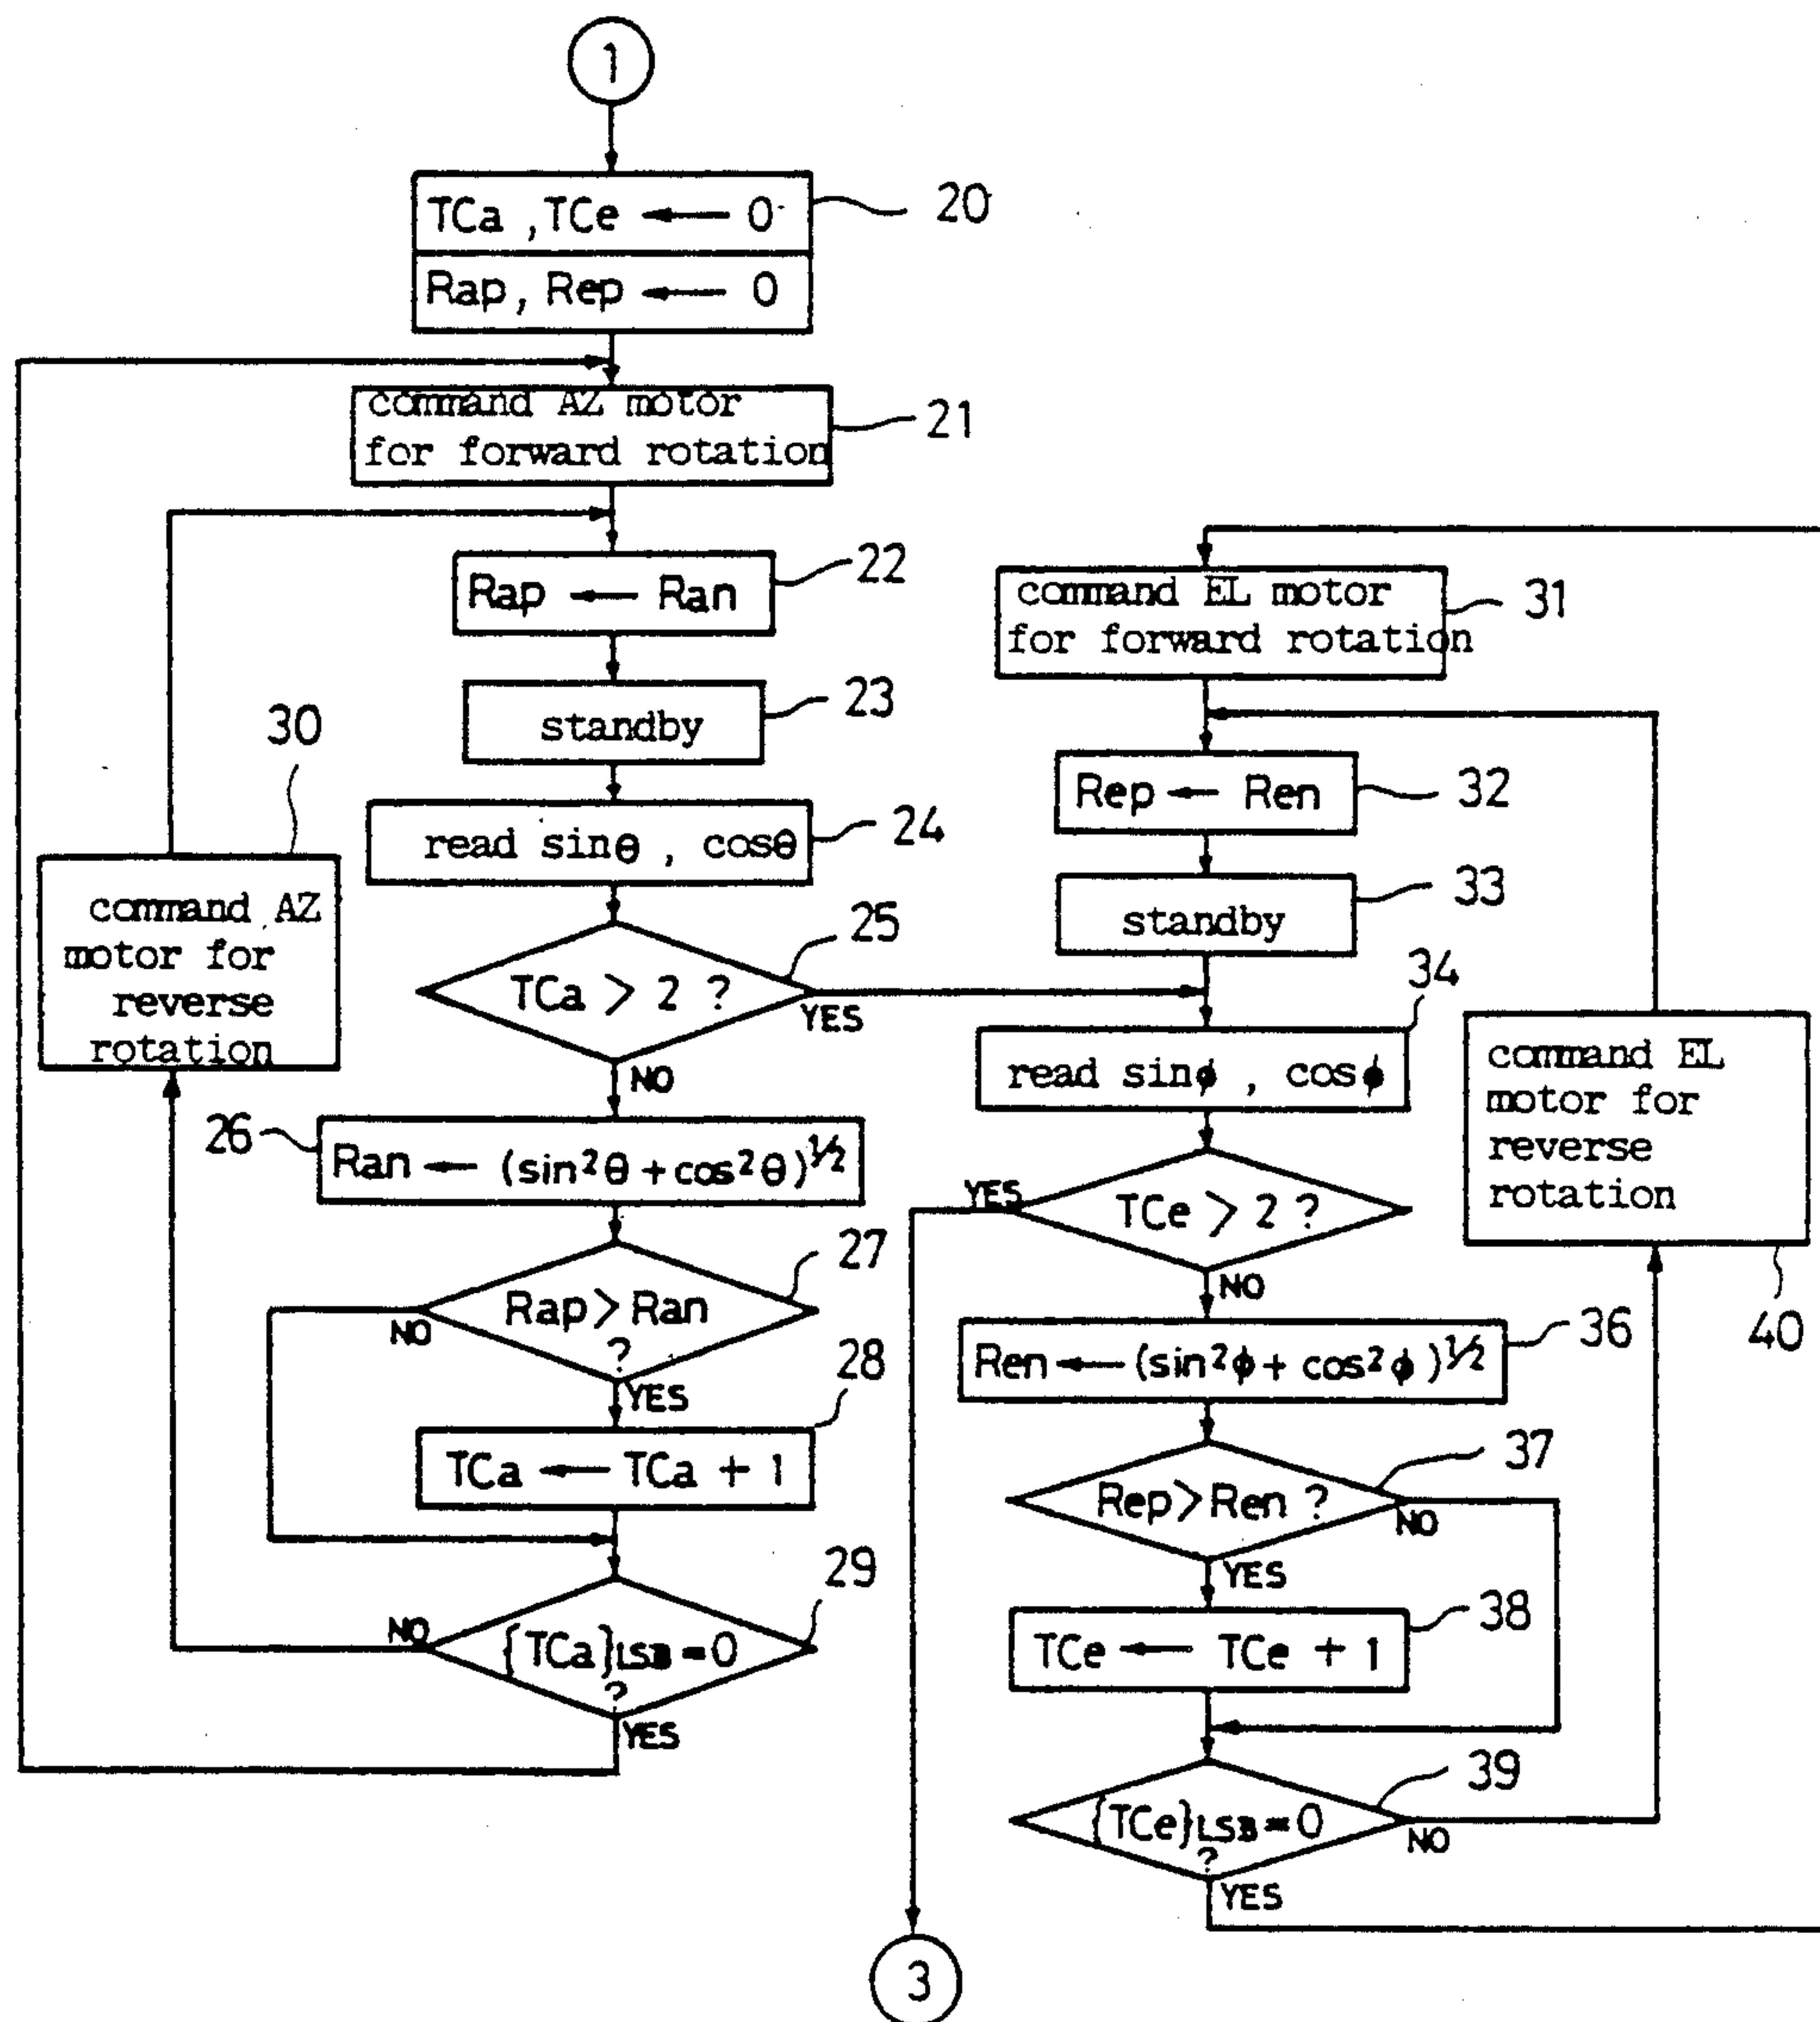 1
TCa , TCe ← 0
20
Rap, Rep ← 0
command AZ motor
for forward rotation
21
Rap ← Ran
22
standby
23
read sinθ , cosθ
24
30
command AZ
motor for
reverse
rotation
TCa > 2 ?
25
YES
NO
26
Ran ← (sin²θ + cos²θ)^1/2
Rap > Ran
?
27
NO
YES
28
TCa ← TCa + 1
29
{TCa}LSB = 0
?
NO
YES
command EL motor
for forward rotation
31
Rep ← Ren
32
standby
33
34
read sinϕ , cosϕ
YES
TCe > 2 ?
NO
Ren ← (sin²ϕ + cos²ϕ)^1/2
36
Rep > Ren ?
37
NO
YES
38
TCe ← TCe + 1
39
{TCe}LSB = 0
?
NO
YES
command EL
motor for
reverse
rotation
40
3